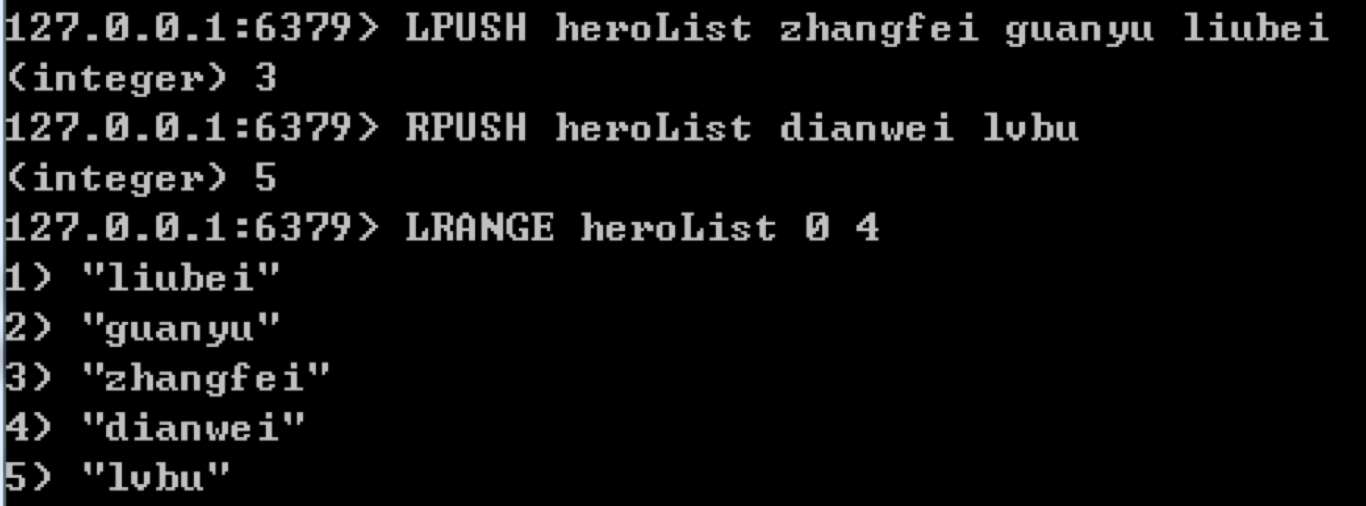 127.0.0.1:6379> LPUSH heroList zhangfei guanyu liubei
(integer) 3
127.0.0.1:6379> RPUSH heroList dianwei lvbu
(integer) 5
127.0.0.1:6379> LRANGE heroList 0 4
1) "liubei"
2) "guanyu"
3) "zhangfei"
4) "dianwei"
5) "lvbu"